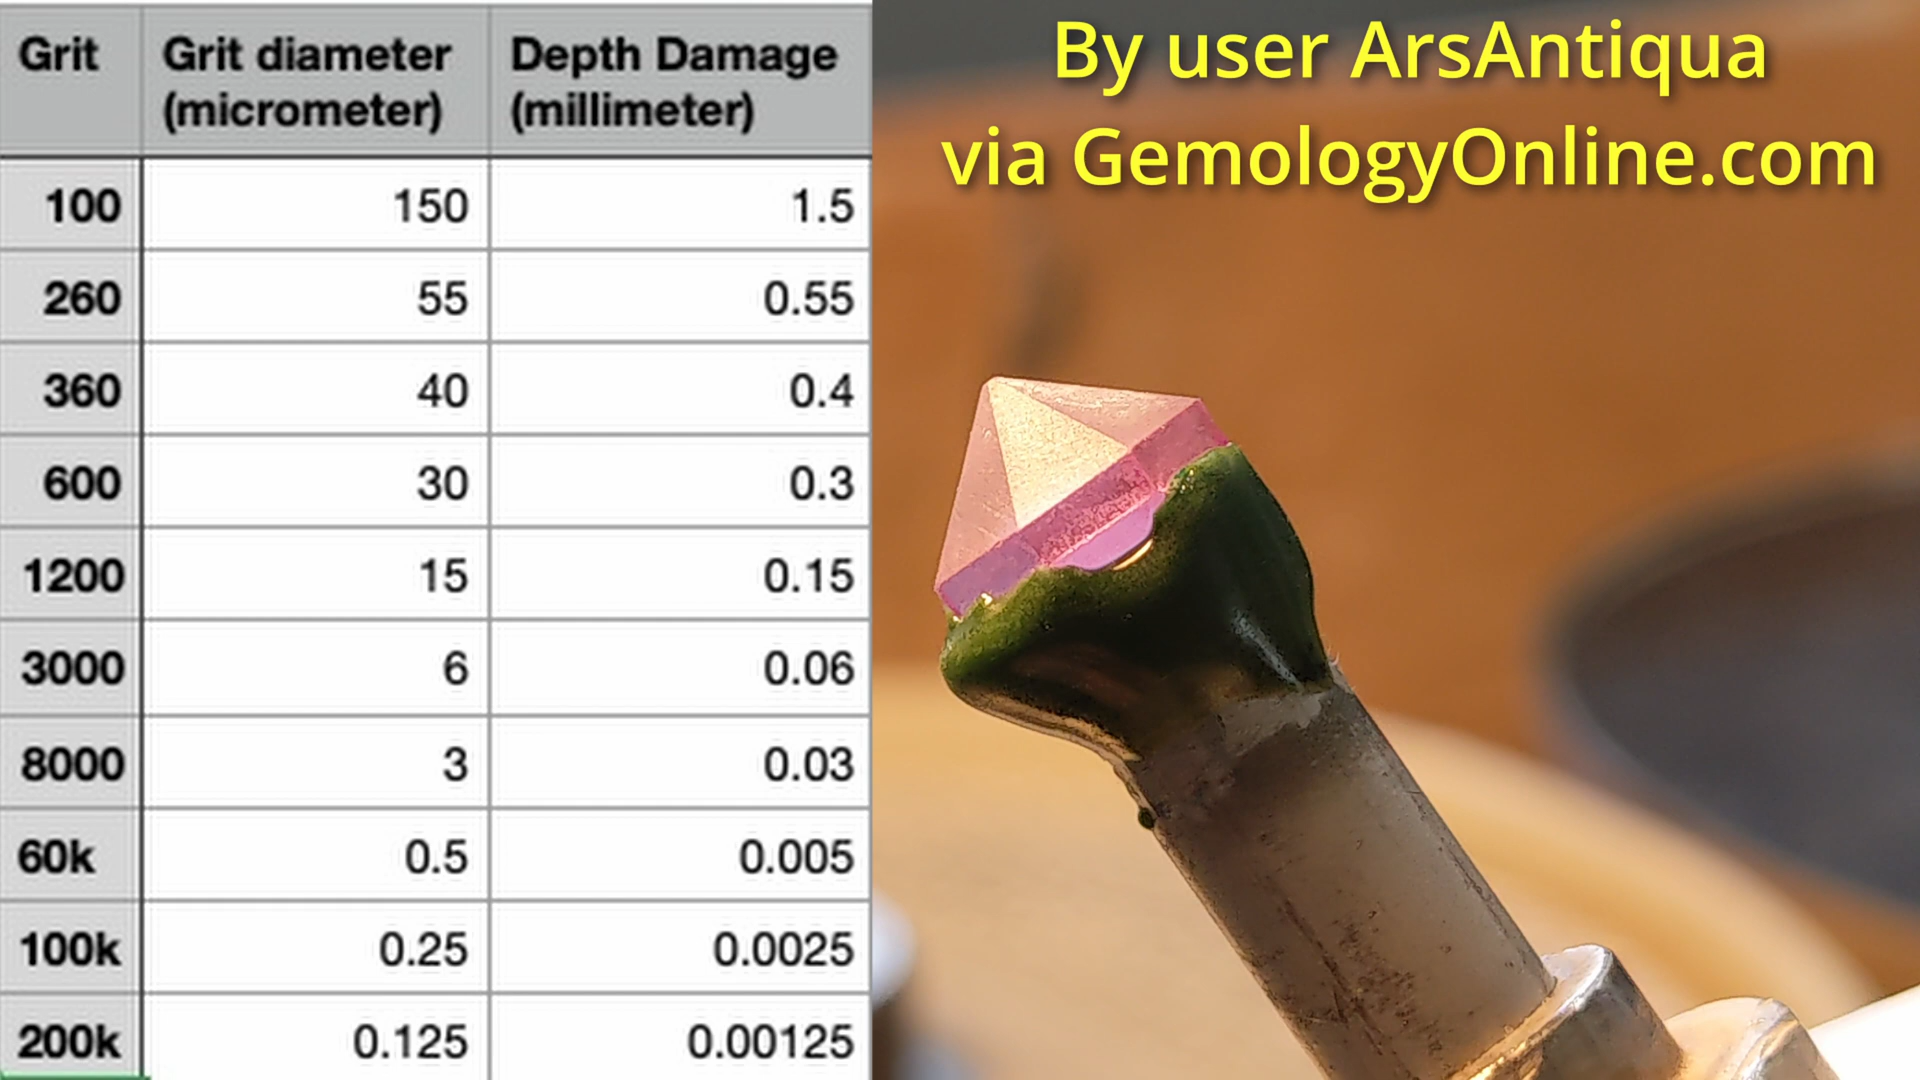 Grit Grit diameter (micrometer) Depth Damage (millimeter)
100 150 1.5
260 55 0.55
360 40 0.4
600 30 0.3
1200 15 0.15
3000 6 0.06
8000 3 0.03
60k 0.5 0.005
100k 0.25 0.0025
200k 0.125 0.00125
By user ArsAntiqua
via GemologyOnline.com